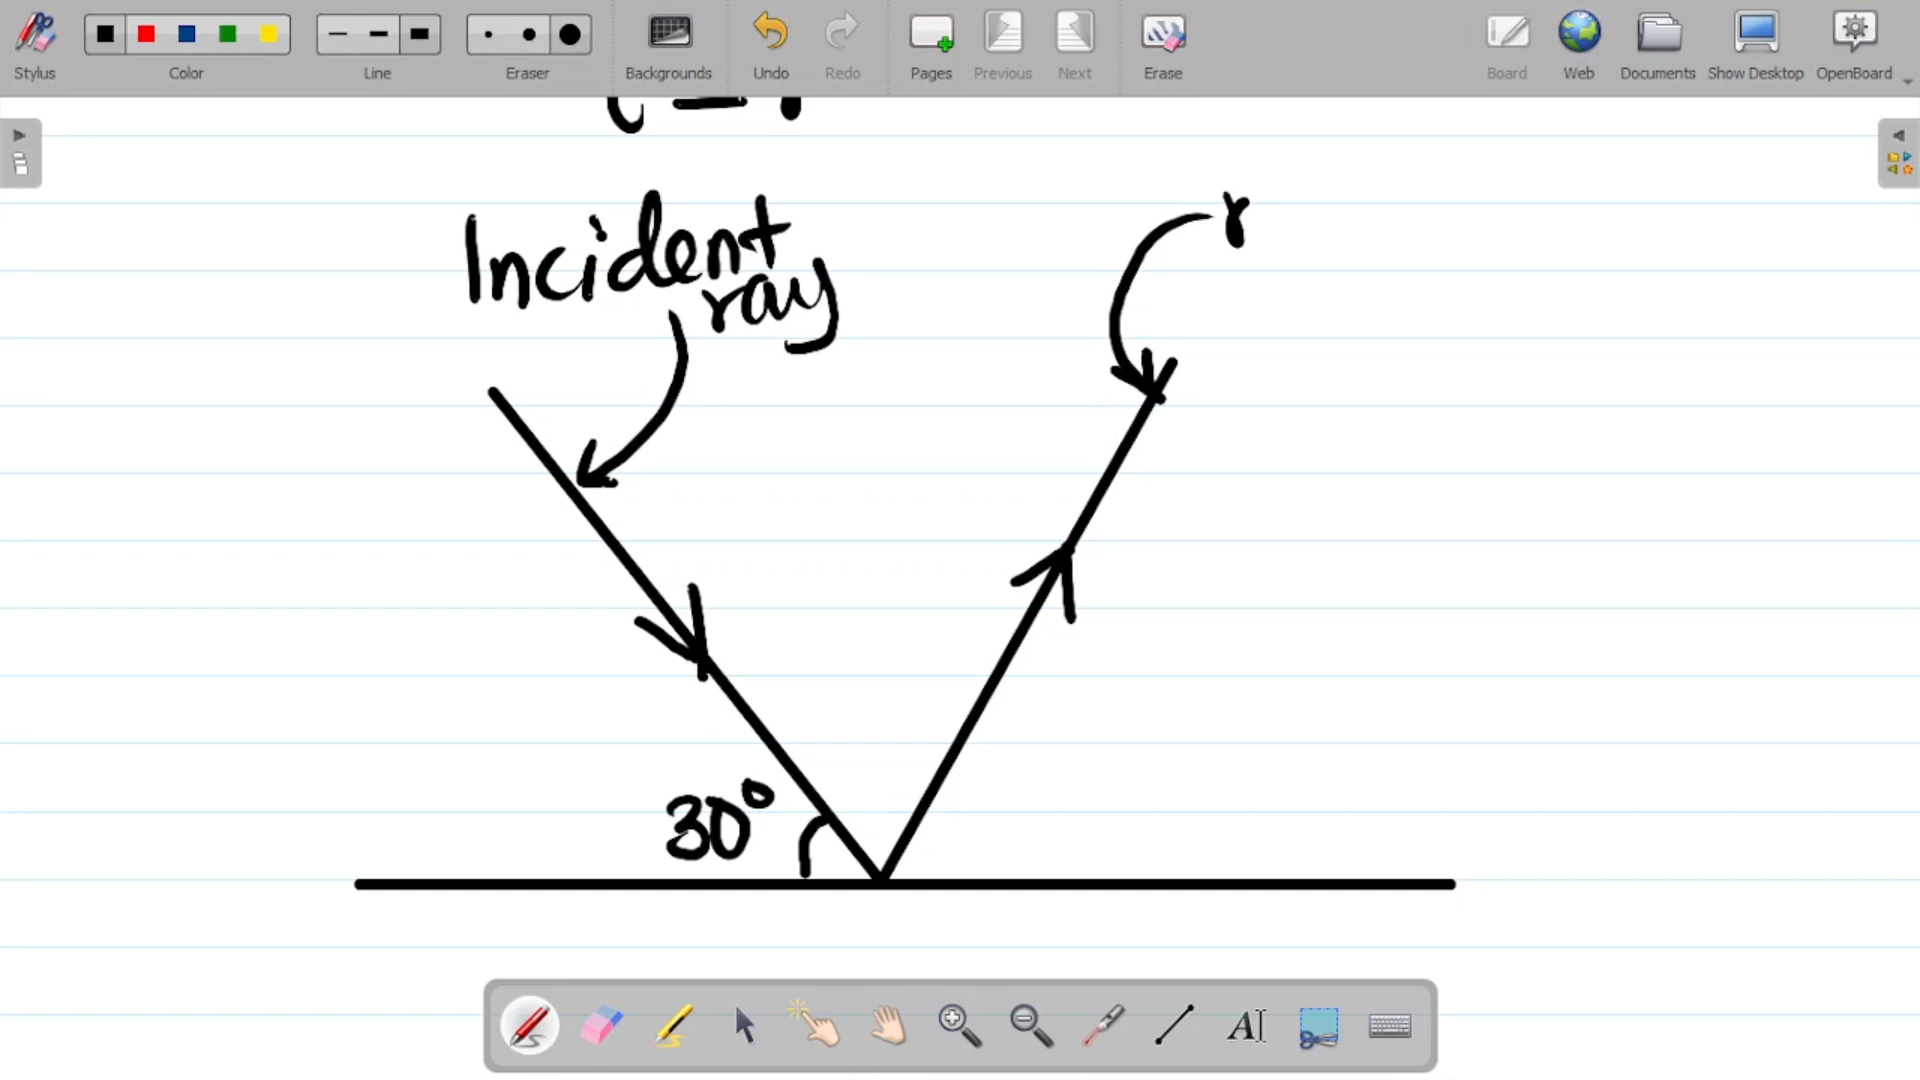 Stylus
Color
Line
Eraser
Backgrounds
Undo
Redo
Pages
Previous
Next
Erase
Board
Web
Documents
Show Desktop
OpenBoard
Incident
ray
r
30°